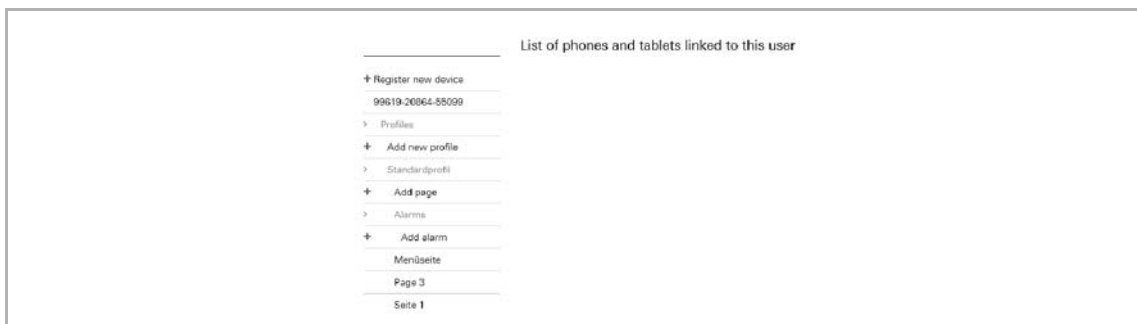 List of phones and tablets linked to this user
+ Register new device
99619-20864-55099
> Profiles
+ Add new profile
> Standardprofil
+ Add page
> Alarms
+ Add alarm
Menüseite
Page 3
Seite 1